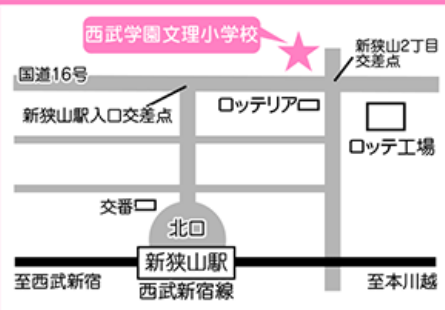 西武学園文理小学校
新狭山2丁目
交差点
国道16号
新狭山駅入口交差点
ロッテリア
ロッテ工場
交番
北口
新狭山駅
至西武新宿
西武新宿線
至本川越